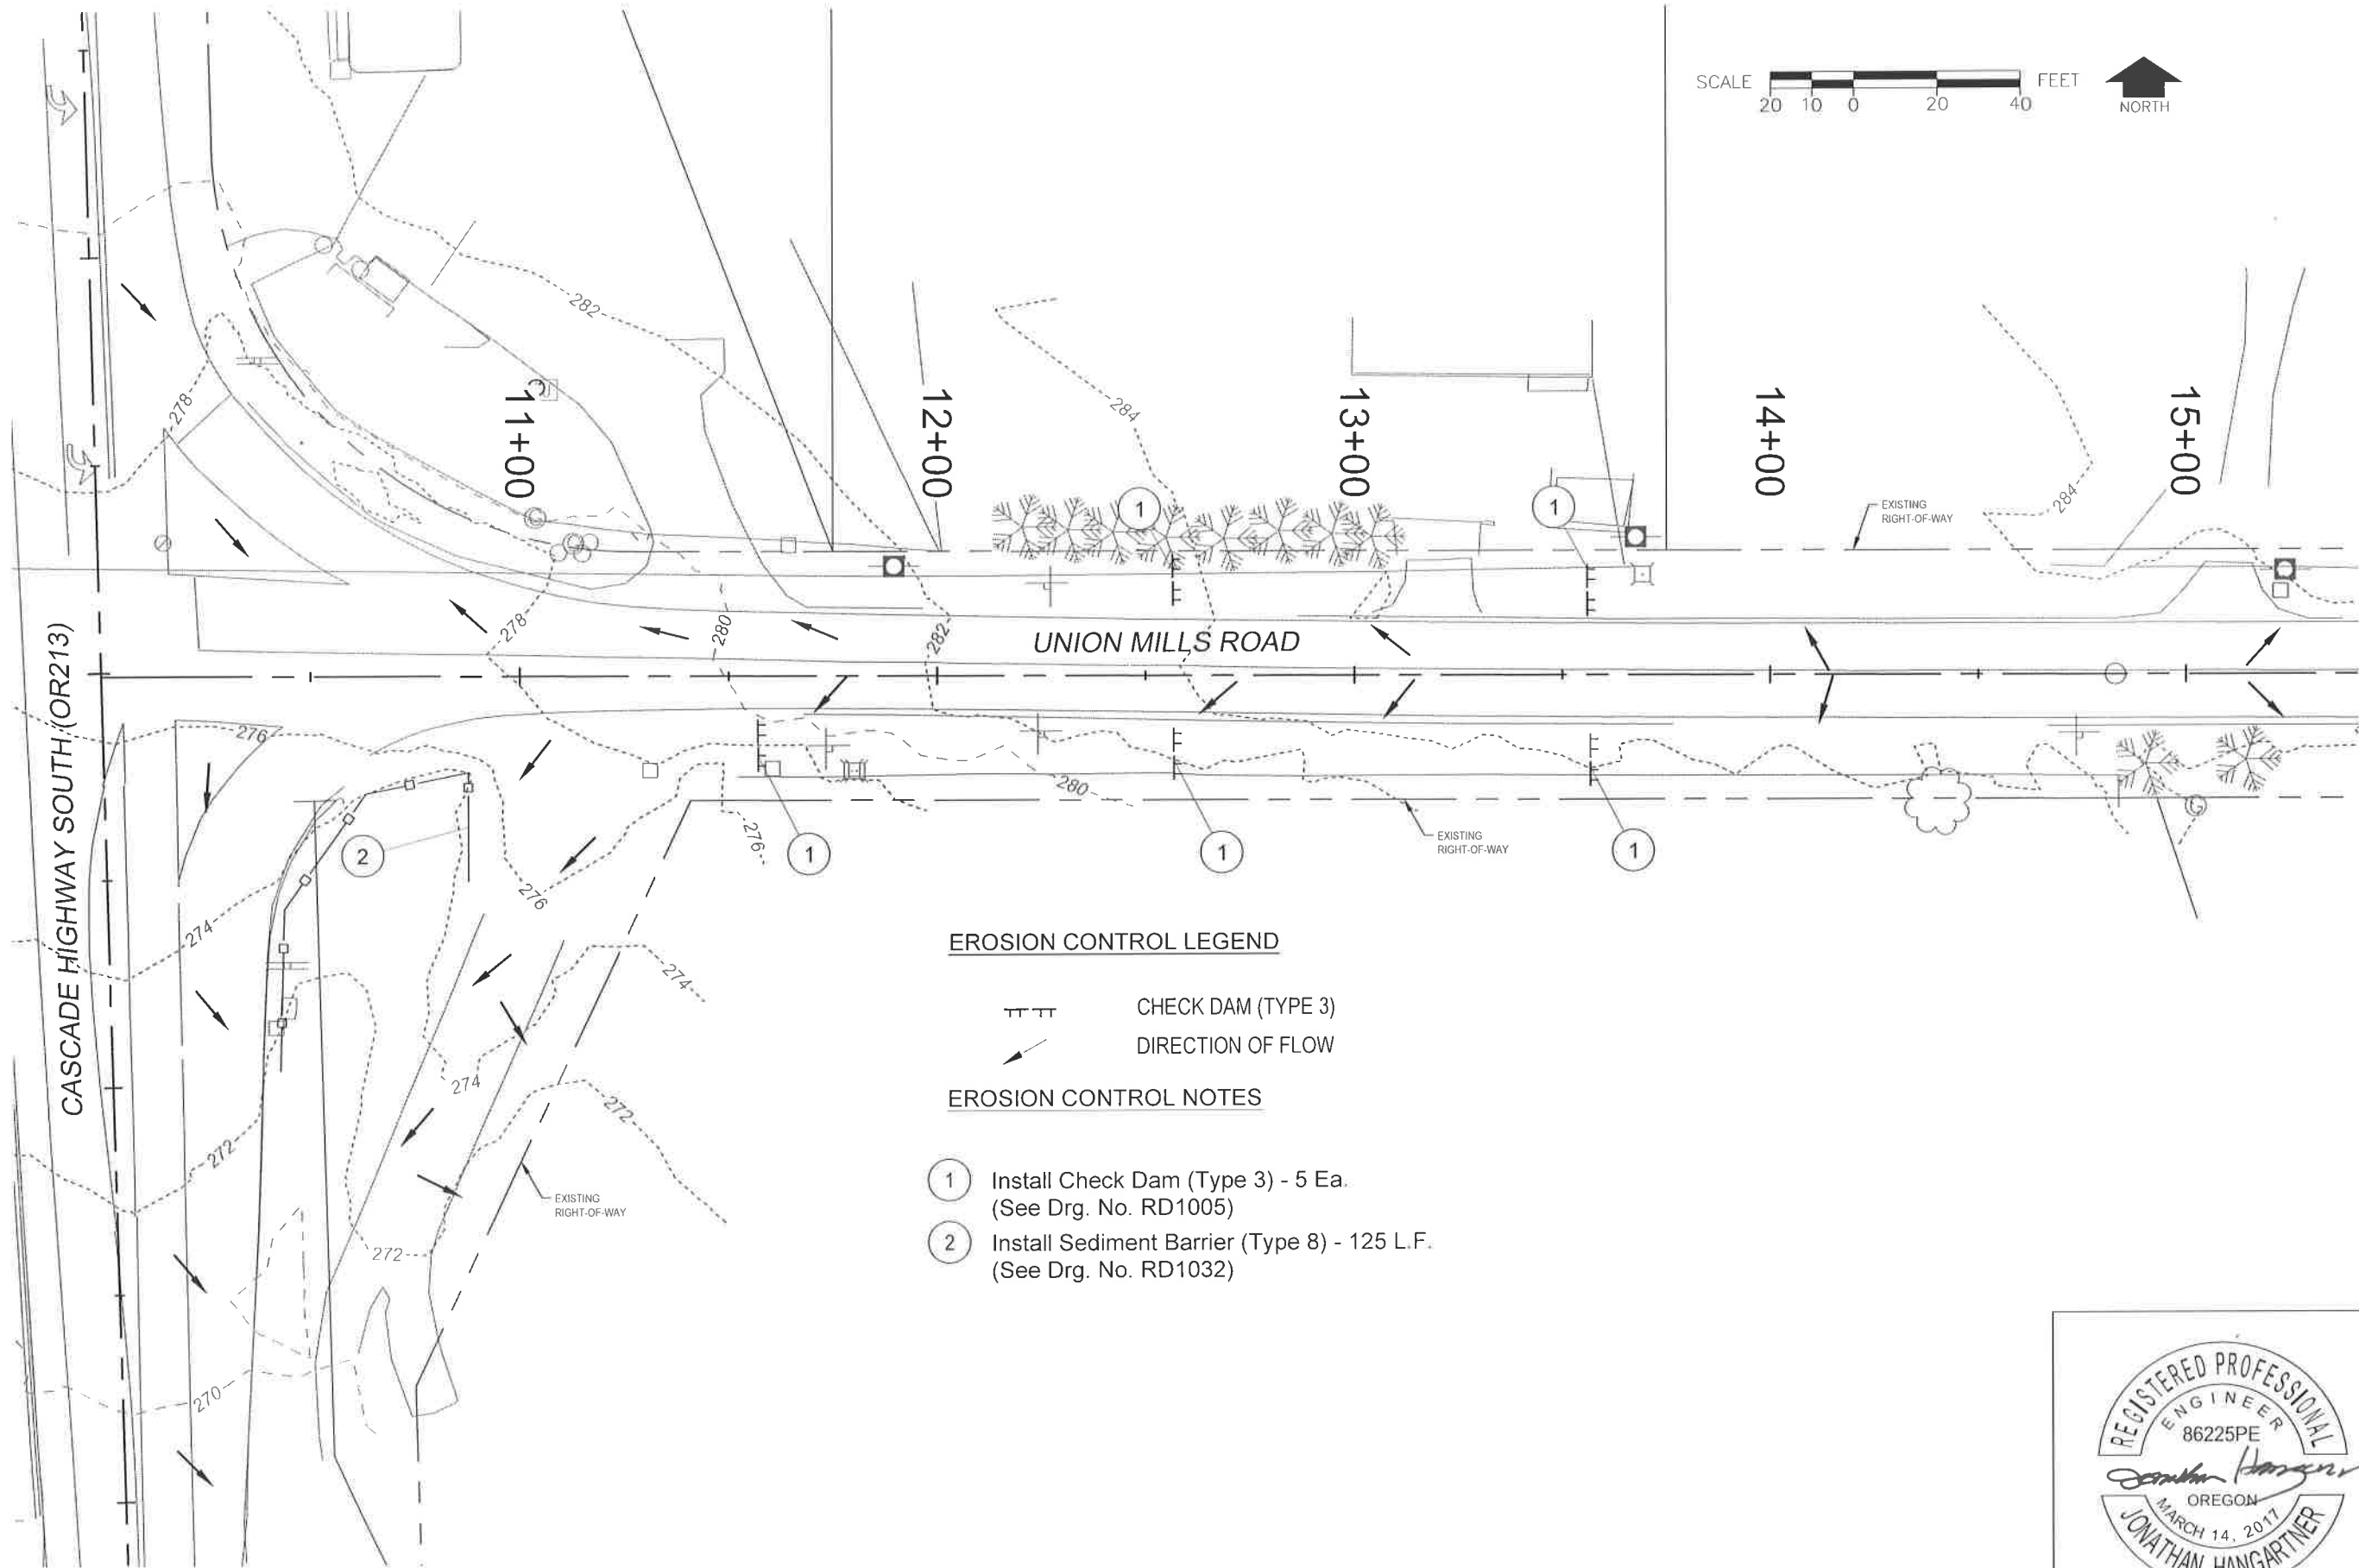 SCALE 20 10 0 20 40 FEET
NORTH
282
284
278
11+00
12+00
13+00
14+00
15+00
284
1
1
EXISTING
RIGHT-OF-WAY
278
280
282
UNION MILLS ROAD
CASCADE HIGHWAY SOUTH (OR213)
276
280
276
2
1
1
1
EXISTING
RIGHT-OF-WAY
276
274
274
274
272
272
272
270
EXISTING
RIGHT-OF-WAY
EROSION CONTROL LEGEND
CHECK DAM (TYPE 3)
DIRECTION OF FLOW
EROSION CONTROL NOTES
1 Install Check Dam (Type 3) - 5 Ea.
(See Drg. No. RD1005)
2 Install Sediment Barrier (Type 8) - 125 L.F.
(See Drg. No. RD1032)
REGISTERED PROFESSIONAL
ENGINEER
86225PE
Jonathan Hangartner
OREGON
MARCH 14, 2017
JONATHAN HANGARTNER